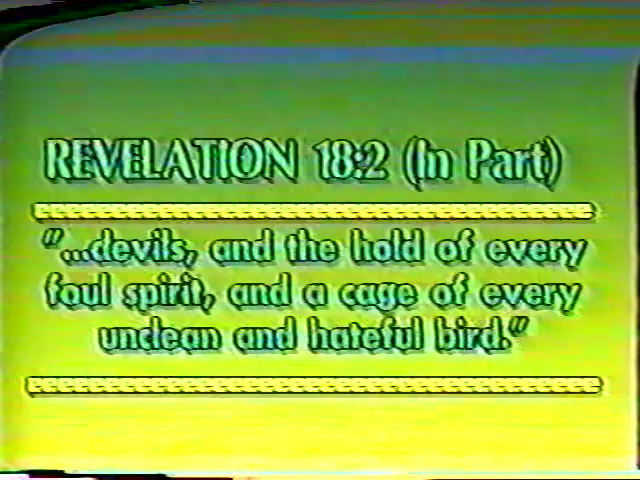 REVELATION 18:2 (In Part)
"...devils, and the hold of every
foul spirit, and a cage of every
unclean and hateful bird."